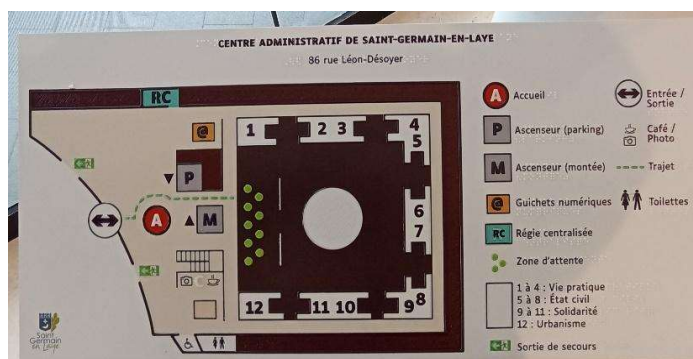 CENTRE ADMINISTRATIF DE SAINT-GERMAIN-EN-LAYE
86 rue Léon-Désoyer
RC
@
P
A
M
1
2
3
4
5
6
7
8
9
10
11
12
Saint
Germain
en Laye
A Accueil
P Ascenseur (parking)
M Ascenseur (montée)
@ Guichets numériques
RC Régie centralisée
Zone d'attente
1 à 4 : Vie pratique
5 à 8 : État civil
9 à 11 : Solidarité
12 : Urbanisme
Sortie de secours
Entrée /
Sortie
Café /
Photo
Trajet
Toilettes